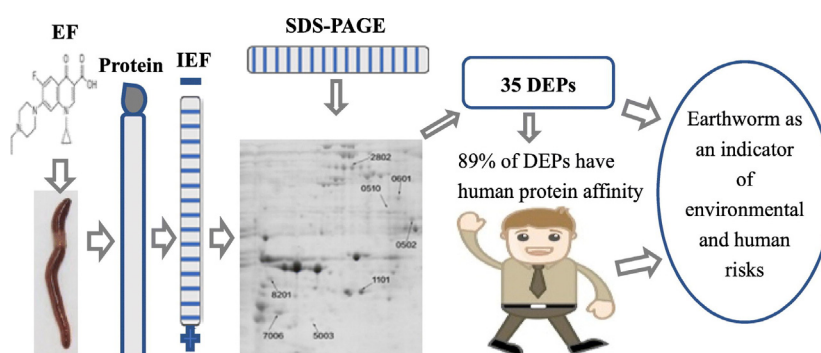 EF
F
O
O
OH
N
N
N
Protein
IEF
SDS-PAGE
2802
0601
0510
0502
1101
8201
7006
5003
35 DEPs
89% of DEPs have
human protein affinity
Earthworm as
an indicator
of
environmental
and human
risks